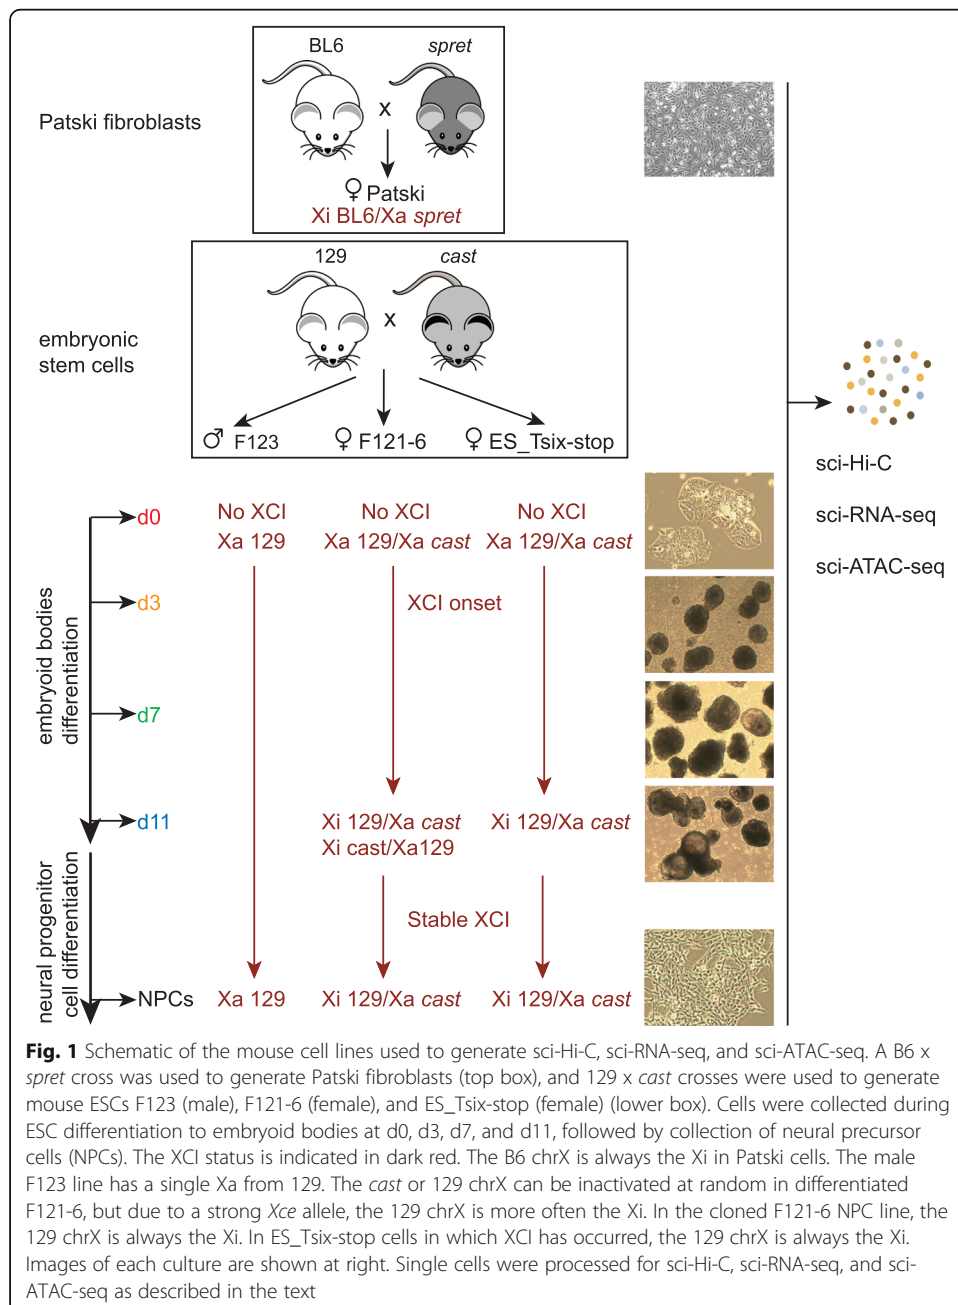 BL6 spret
Patski fibroblasts
x
♀ Patski
Xi BL6/Xa spret
129 cast
x
embryonic
stem cells
♂ F123 ♀ F121-6 ♀ ES_Tsix-stop
sci-Hi-C
sci-RNA-seq
sci-ATAC-seq
embryoid bodies
differentiation
d0 No XCI No XCI No XCI
Xa 129 Xa 129/Xa cast Xa 129/Xa cast
d3 XCI onset
d7
d11 Xi 129/Xa cast Xi 129/Xa cast
Xi cast/Xa129
neural progenitor
cell differentiation
Stable XCI
NPCs Xa 129 Xi 129/Xa cast Xi 129/Xa cast
Fig. 1 Schematic of the mouse cell lines used to generate sci-Hi-C, sci-RNA-seq, and sci-ATAC-seq. A B6 x
spret cross was used to generate Patski fibroblasts (top box), and 129 x cast crosses were used to generate
mouse ESCs F123 (male), F121-6 (female), and ES_Tsix-stop (female) (lower box). Cells were collected during
ESC differentiation to embryoid bodies at d0, d3, d7, and d11, followed by collection of neural precursor
cells (NPCs). The XCI status is indicated in dark red. The B6 chrX is always the Xi in Patski cells. The male
F123 line has a single Xa from 129. The cast or 129 chrX can be inactivated at random in differentiated
F121-6, but due to a strong Xce allele, the 129 chrX is more often the Xi. In the cloned F121-6 NPC line, the
129 chrX is always the Xi. In ES_Tsix-stop cells in which XCI has occurred, the 129 chrX is always the Xi.
Images of each culture are shown at right. Single cells were processed for sci-Hi-C, sci-RNA-seq, and sci-
ATAC-seq as described in the text